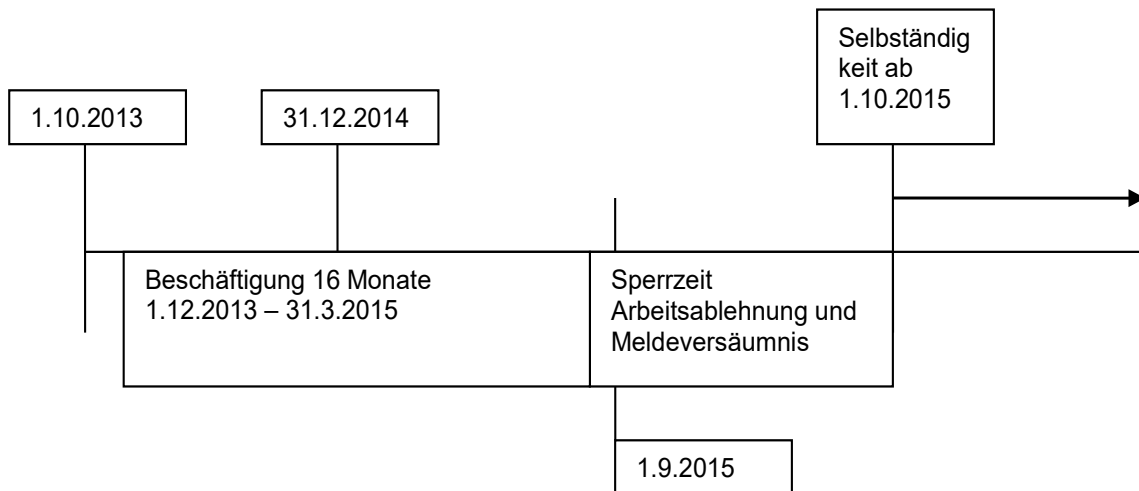 Selbständig
keit ab
1.10.2015
1.10.2013
31.12.2014
Beschäftigung 16 Monate
1.12.2013 – 31.3.2015
Sperrzeit
Arbeitsablehnung und
Meldeversäumnis
1.9.2015